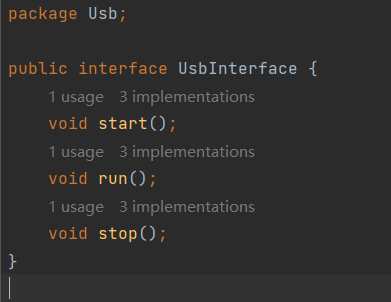 package Usb;
public interface UsbInterface {
1 usage 3 implementations
void start();
1 usage 3 implementations
void run();
1 usage 3 implementations
void stop();
}